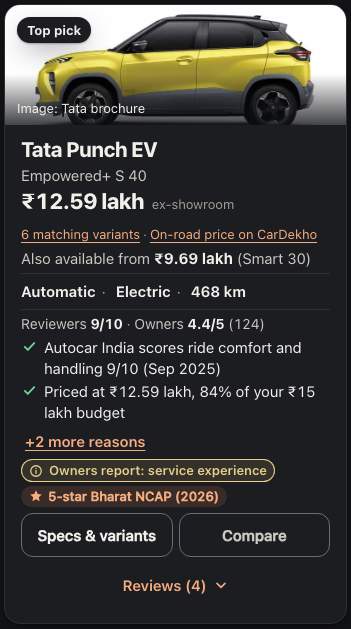 Top pick
Image: Tata brochure
Tata Punch EV
Empowered+ S 40
₹12.59 lakh ex-showroom
6 matching variants · On-road price on CarDekho
Also available from ₹9.69 lakh (Smart 30)
Automatic · Electric · 468 km
Reviewers 9/10 · Owners 4.4/5 (124)
Autocar India scores ride comfort and
handling 9/10 (Sep 2025)
Priced at ₹12.59 lakh, 84% of your ₹15
lakh budget
+2 more reasons
Owners report: service experience
5-star Bharat NCAP (2026)
Specs & variants Compare
Reviews (4)